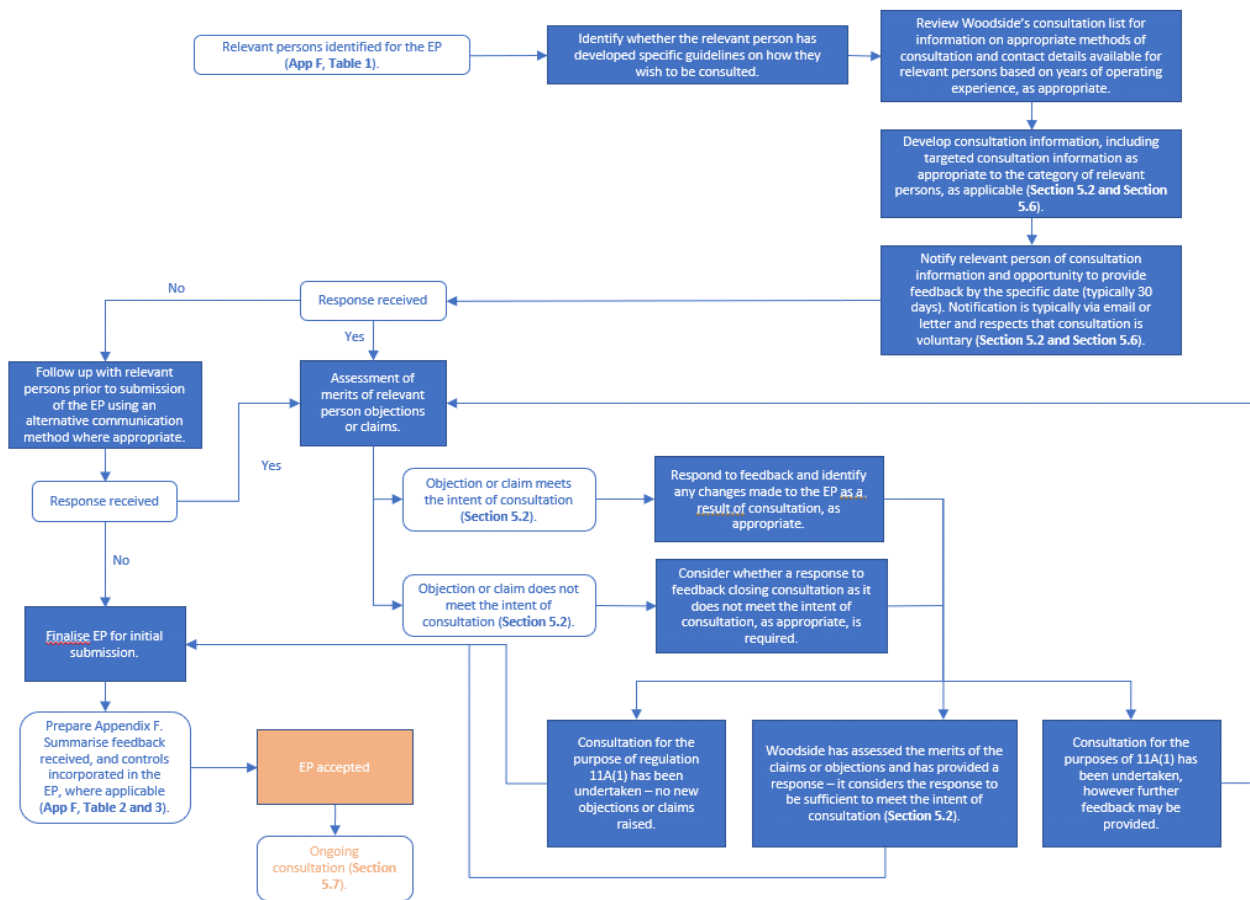 Relevant persons identified for the EP
(App F, Table 1).
Identify whether the relevant person has
developed specific guidelines on how they
wish to be consulted.
Review Woodside's consultation list for
information on appropriate methods of
consultation and contact details available for
relevant persons based on years of operating
experience, as appropriate.
Develop consultation information, including
targeted consultation information as
appropriate to the category of relevant
persons, as applicable (Section 5.2 and Section
5.6).
Notify relevant person of consultation
information and opportunity to provide
feedback by the specific date (typically 30
days). Notification is typically via email or
letter and respects that consultation is
voluntary (Section 5.2 and Section 5.6).
Response received
No
Yes
Follow up with relevant
persons prior to submission
of the EP using an
alternative communication
method where appropriate.
Assessment of
merits of relevant
person objections
or claims.
Response received
Yes
No
Objection or claim meets
the intent of consultation
(Section 5.2).
Respond to feedback and identify
any changes made to the EP as a
result of consultation, as
appropriate.
Objection or claim does not
meet the intent of
consultation (Section 5.2).
Consider whether a response to
feedback closing consultation as it
does not meet the intent of
consultation, as appropriate, is
required.
Finalise EP for initial
submission.
Prepare Appendix F.
Summarise feedback
received, and controls
incorporated in the
EP, where applicable
(App F, Table 2 and 3).
EP accepted
Ongoing
consultation (Section
5.7).
Consultation for the
purpose of regulation
11A(1) has been
undertaken – no new
objections or claims
raised.
Woodside has assessed the merits of the
claims or objections and has provided a
response – it considers the response to
be sufficient to meet the intent of
consultation (Section 5.2).
Consultation for the
purposes of 11A(1) has
been undertaken,
however further
feedback may be
provided.